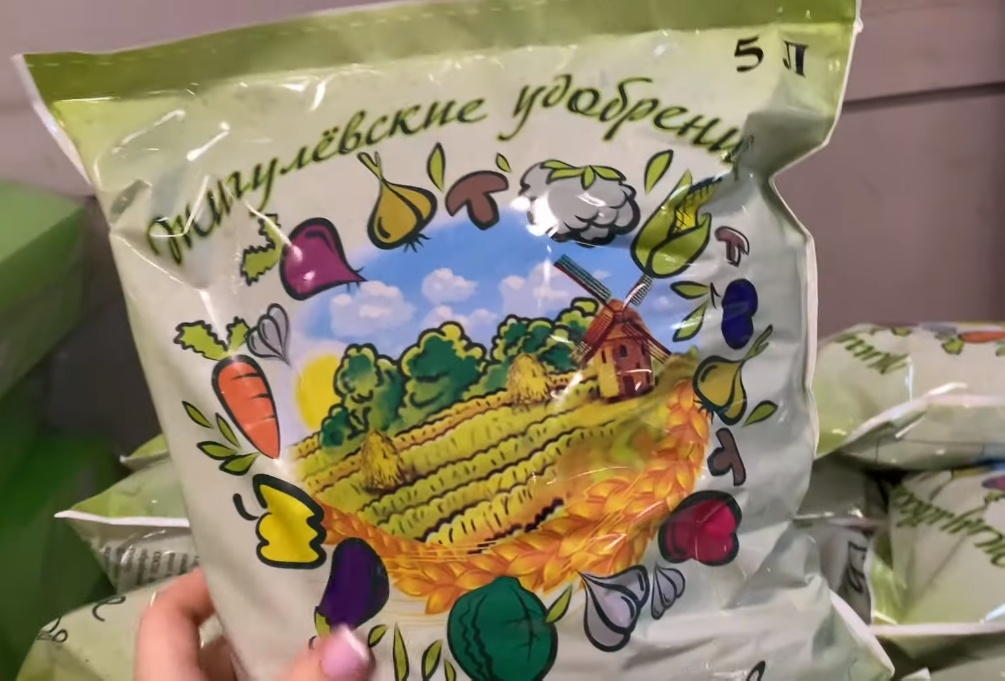 5 л
Жигулёвские удобрени